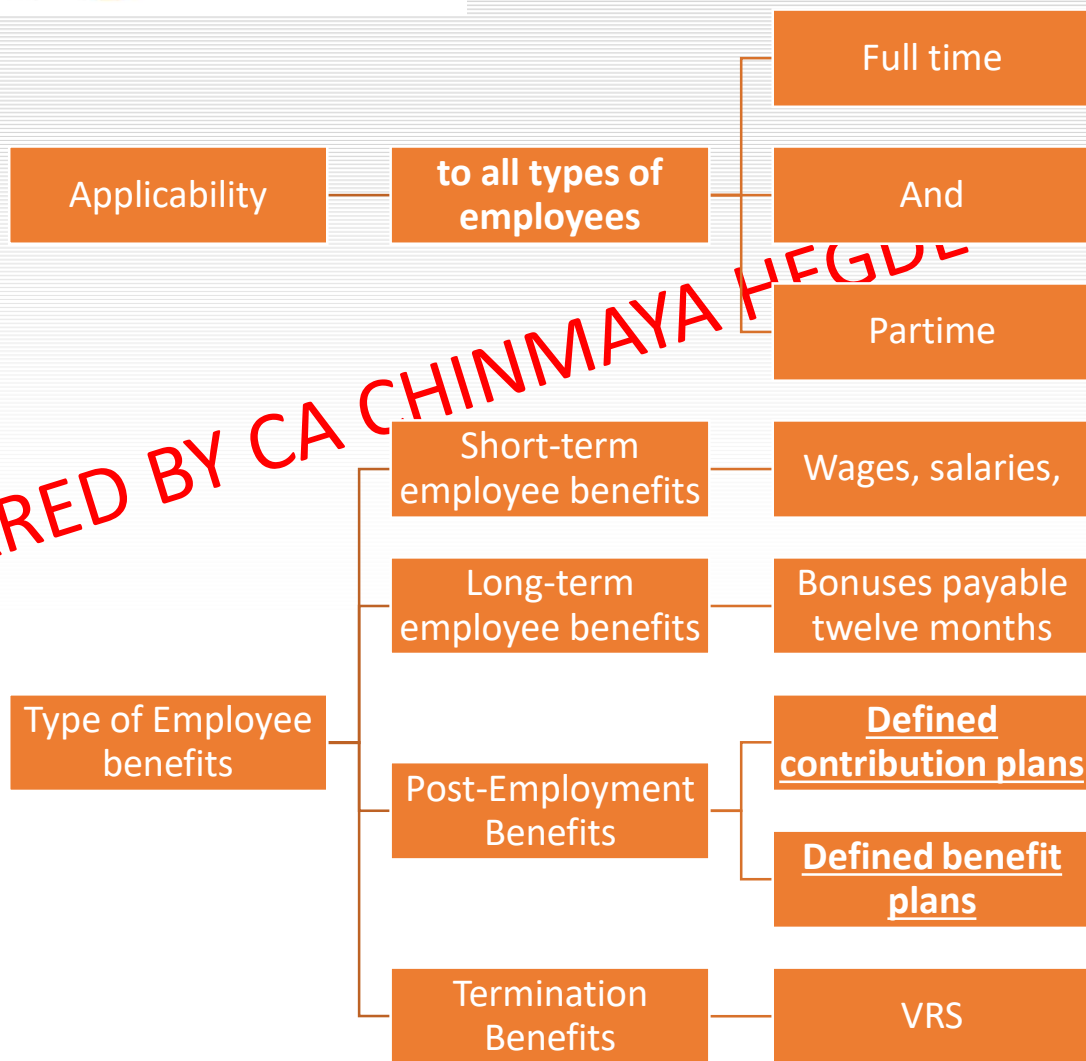 Full time
Applicability
to all types of
employees
And
Partime
RED BY CA CHINMAYA HEGDE
Short-term
employee benefits
Wages, salaries,
Long-term
employee benefits
Bonuses payable
twelve months
Type of Employee
benefits
Post-Employment
Benefits
Defined
contribution plans
Defined benefit
plans
Termination
Benefits
VRS